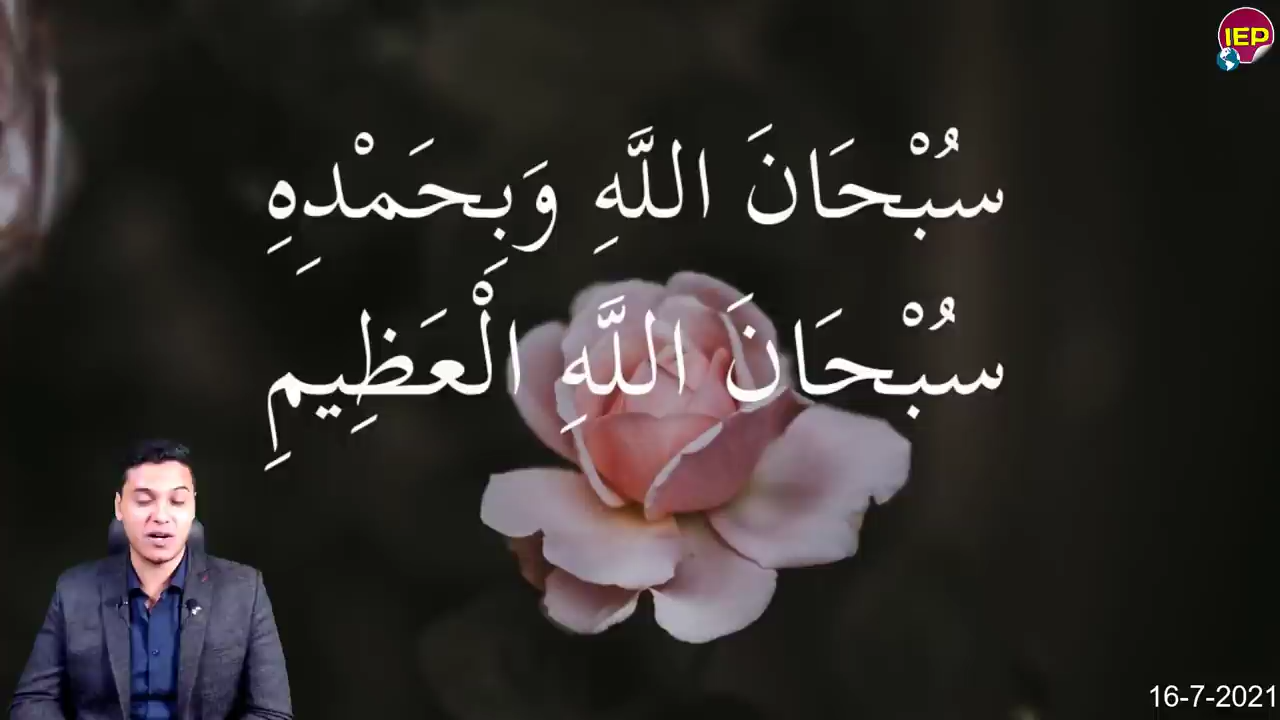 IEP
سُبْحَانَ اللَّهِ وَبِحَمْدِهِ
سُبْحَانَ اللَّهِ الْعَظِيمِ
16-7-2021